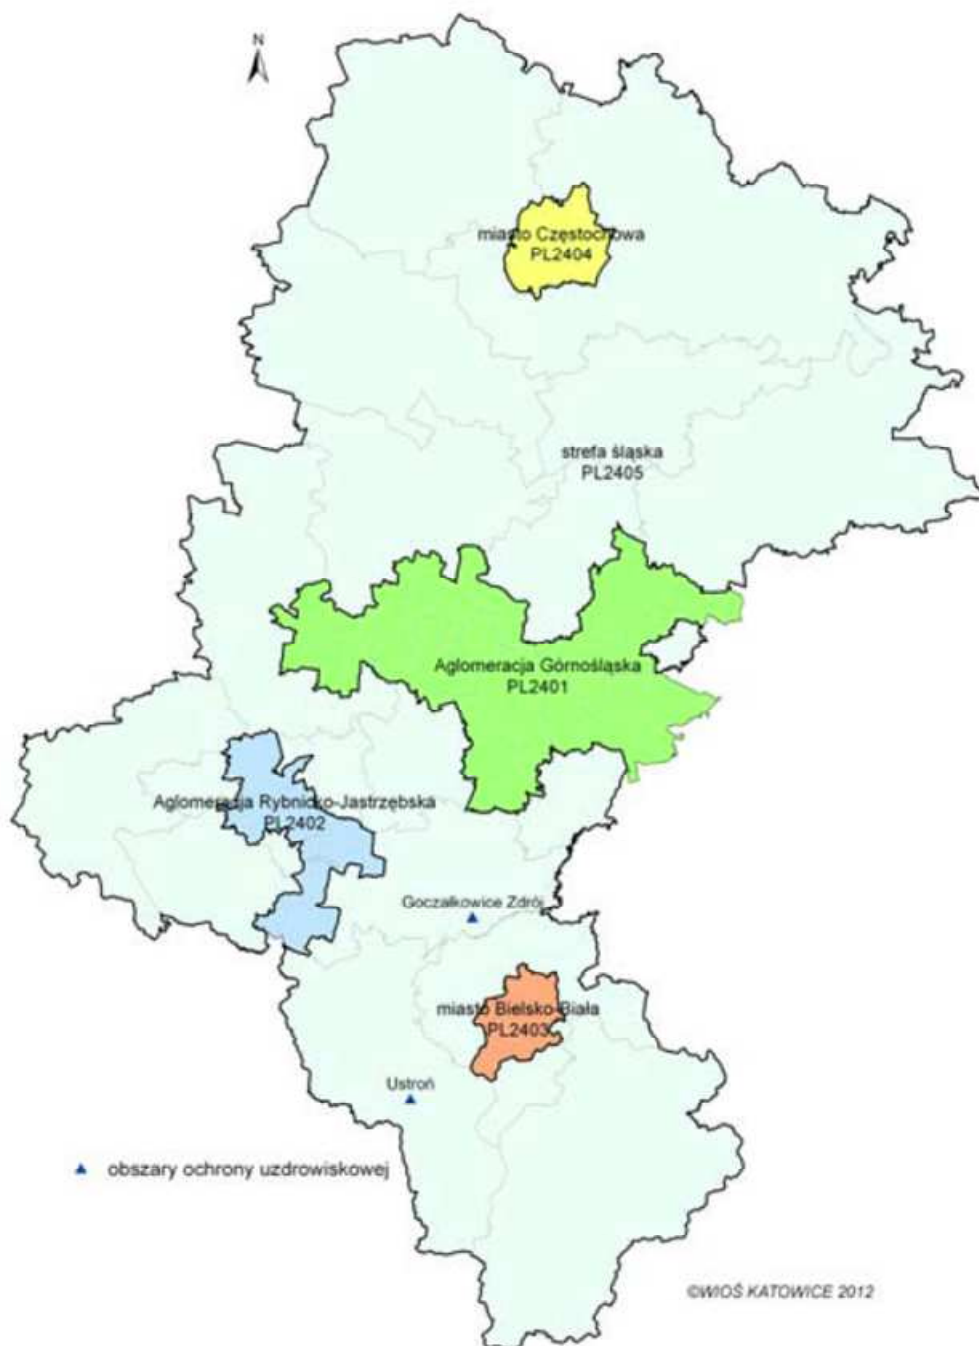 N
miasto Częstochowa
PL2404
strefa śląska
PL2405
Aglomeracja Górnośląska
PL2401
Aglomeracja Rybnicko-Jastrzębska
PL2402
Goczałkowice Zdrój
miasto Bielsko-Biała
PL2403
Ustroń
obszary ochrony uzdrowiskowej
©WIOŚ KATOWICE 2012